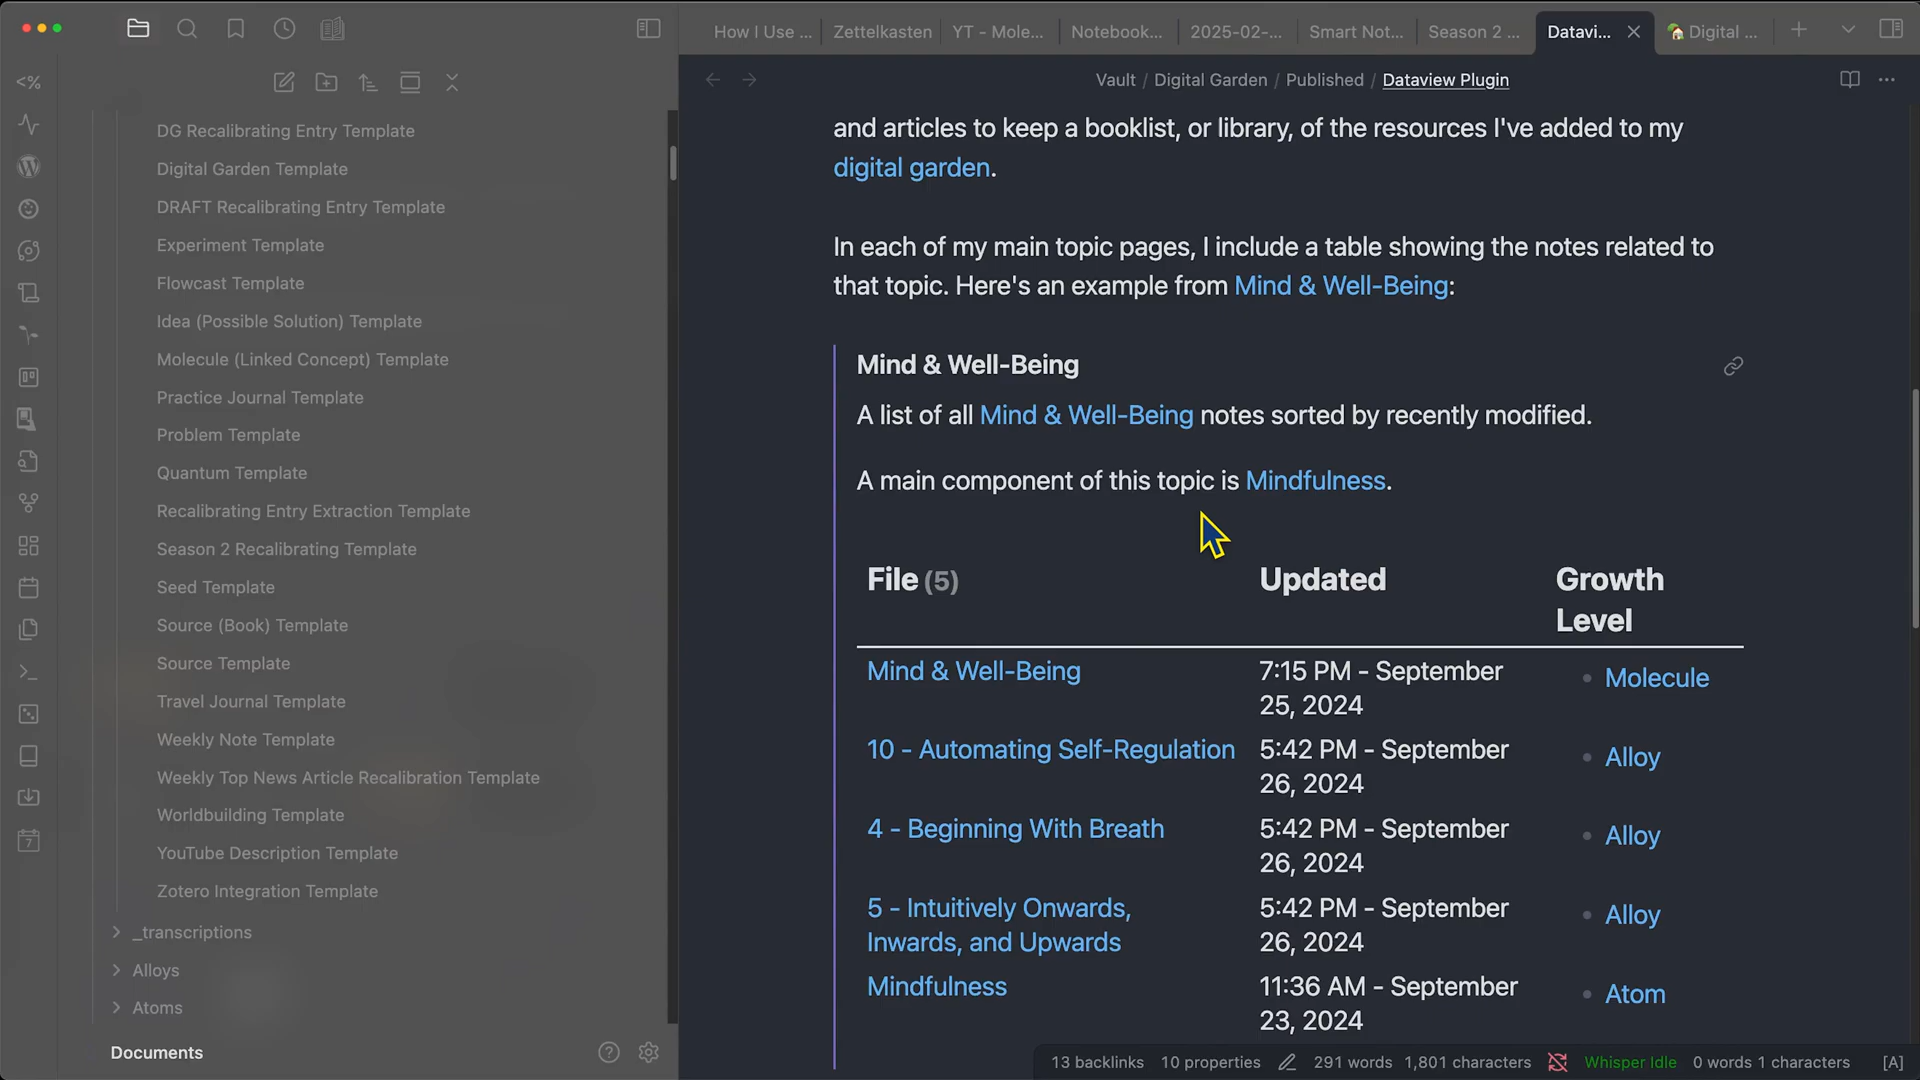 How I Use ...
Zettelkasten
YT - Mole...
Notebook...
2025-02-...
Smart Not...
Season 2 ...
Datavi...
Digital ...
<%
Vault / Digital Garden / Published / Dataview Plugin
DG Recalibrating Entry Template
Digital Garden Template
DRAFT Recalibrating Entry Template
Experiment Template
Flowcast Template
Idea (Possible Solution) Template
Molecule (Linked Concept) Template
Practice Journal Template
Problem Template
Quantum Template
Recalibrating Entry Extraction Template
Season 2 Recalibrating Template
Seed Template
Source (Book) Template
Source Template
Travel Journal Template
Weekly Note Template
Weekly Top News Article Recalibration Template
Worldbuilding Template
YouTube Description Template
Zotero Integration Template
_transcriptions
Alloys
Atoms
Documents
7
and articles to keep a booklist, or library, of the resources I've added to my
digital garden.
In each of my main topic pages, I include a table showing the notes related to
that topic. Here's an example from Mind & Well-Being:
Mind & Well-Being
A list of all Mind & Well-Being notes sorted by recently modified.
A main component of this topic is Mindfulness.
File (5) Updated Growth
Level
Mind & Well-Being 7:15 PM - September • Molecule
25, 2024
10 - Automating Self-Regulation 5:42 PM - September • Alloy
26, 2024
4 - Beginning With Breath 5:42 PM - September • Alloy
26, 2024
5 - Intuitively Onwards, 5:42 PM - September • Alloy
Inwards, and Upwards 26, 2024
Mindfulness 11:36 AM - September • Atom
23, 2024
13 backlinks 10 properties 291 words 1,801 characters Whisper Idle 0 words 1 characters [A]